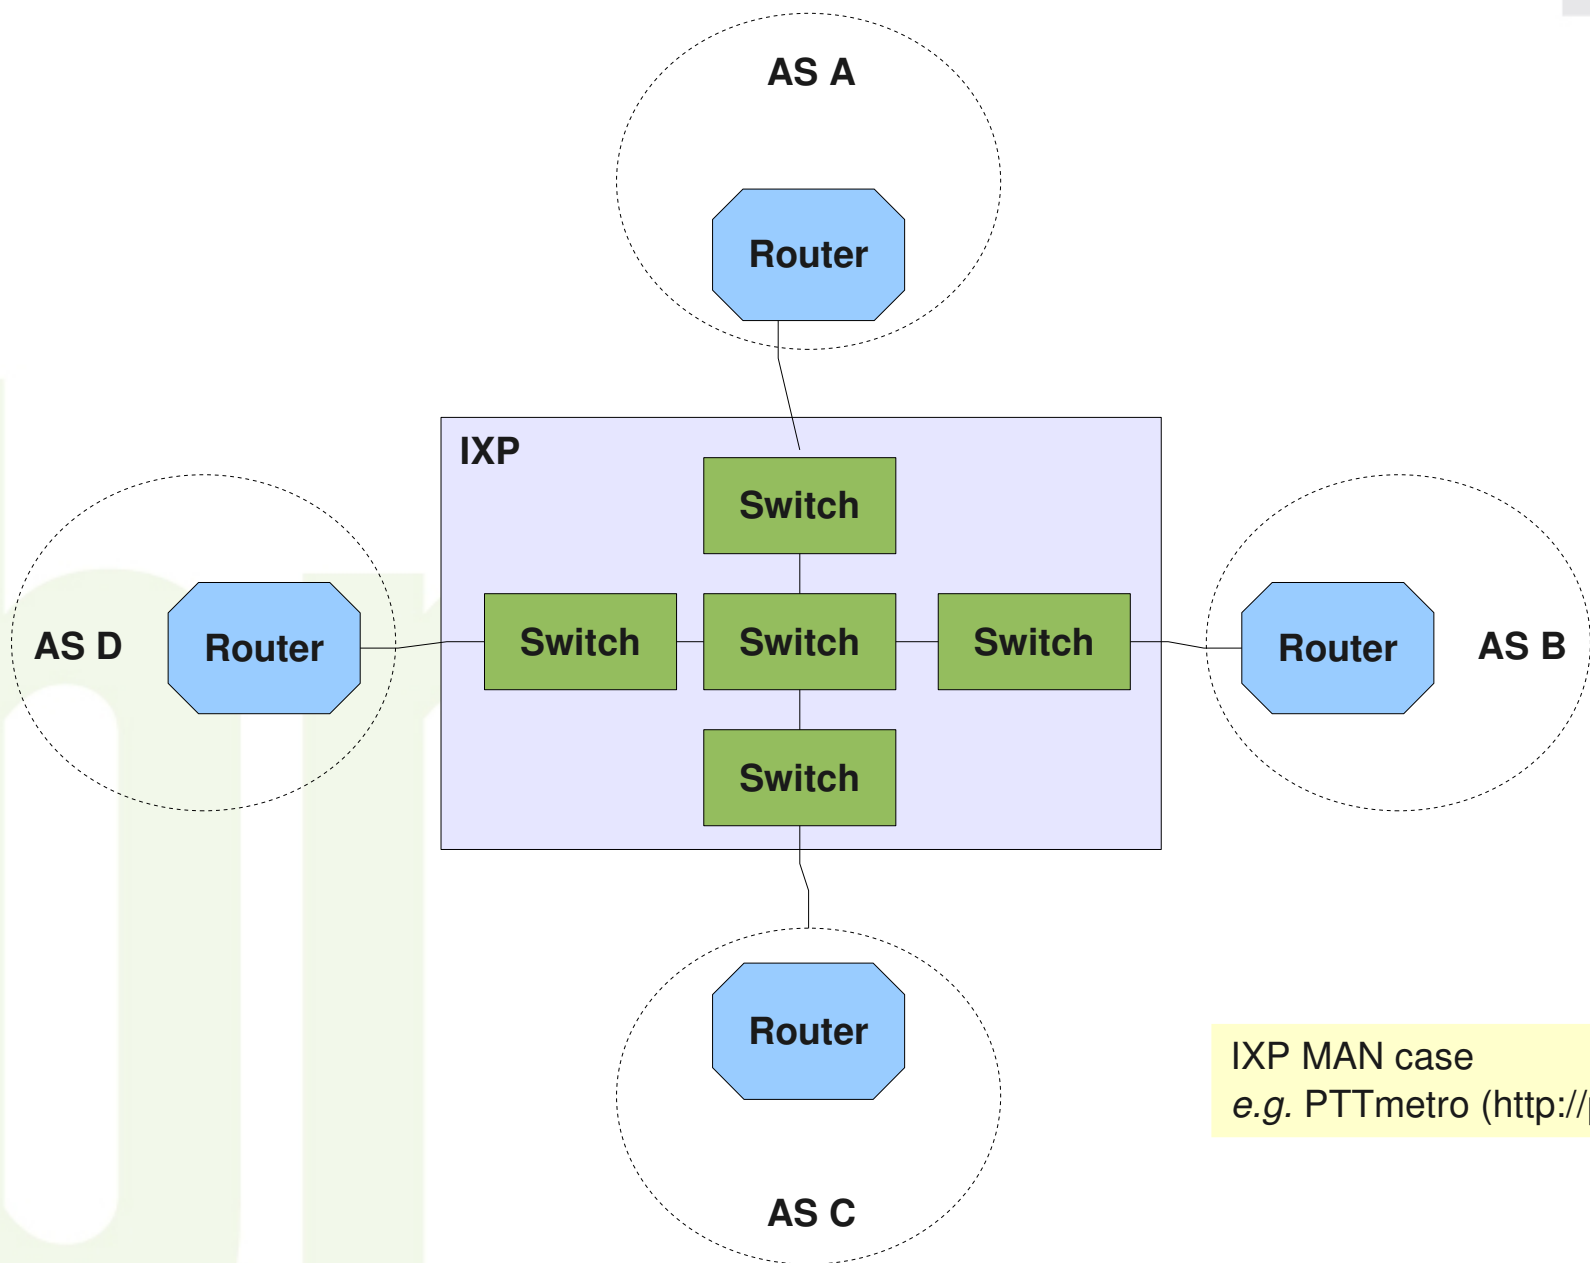 AS A
Router
IXP
Switch
AS D
Router
Switch
Switch
Switch
Router
AS B
Switch
Router
AS C
IXP MAN case
e.g. PTTmetro (http://p